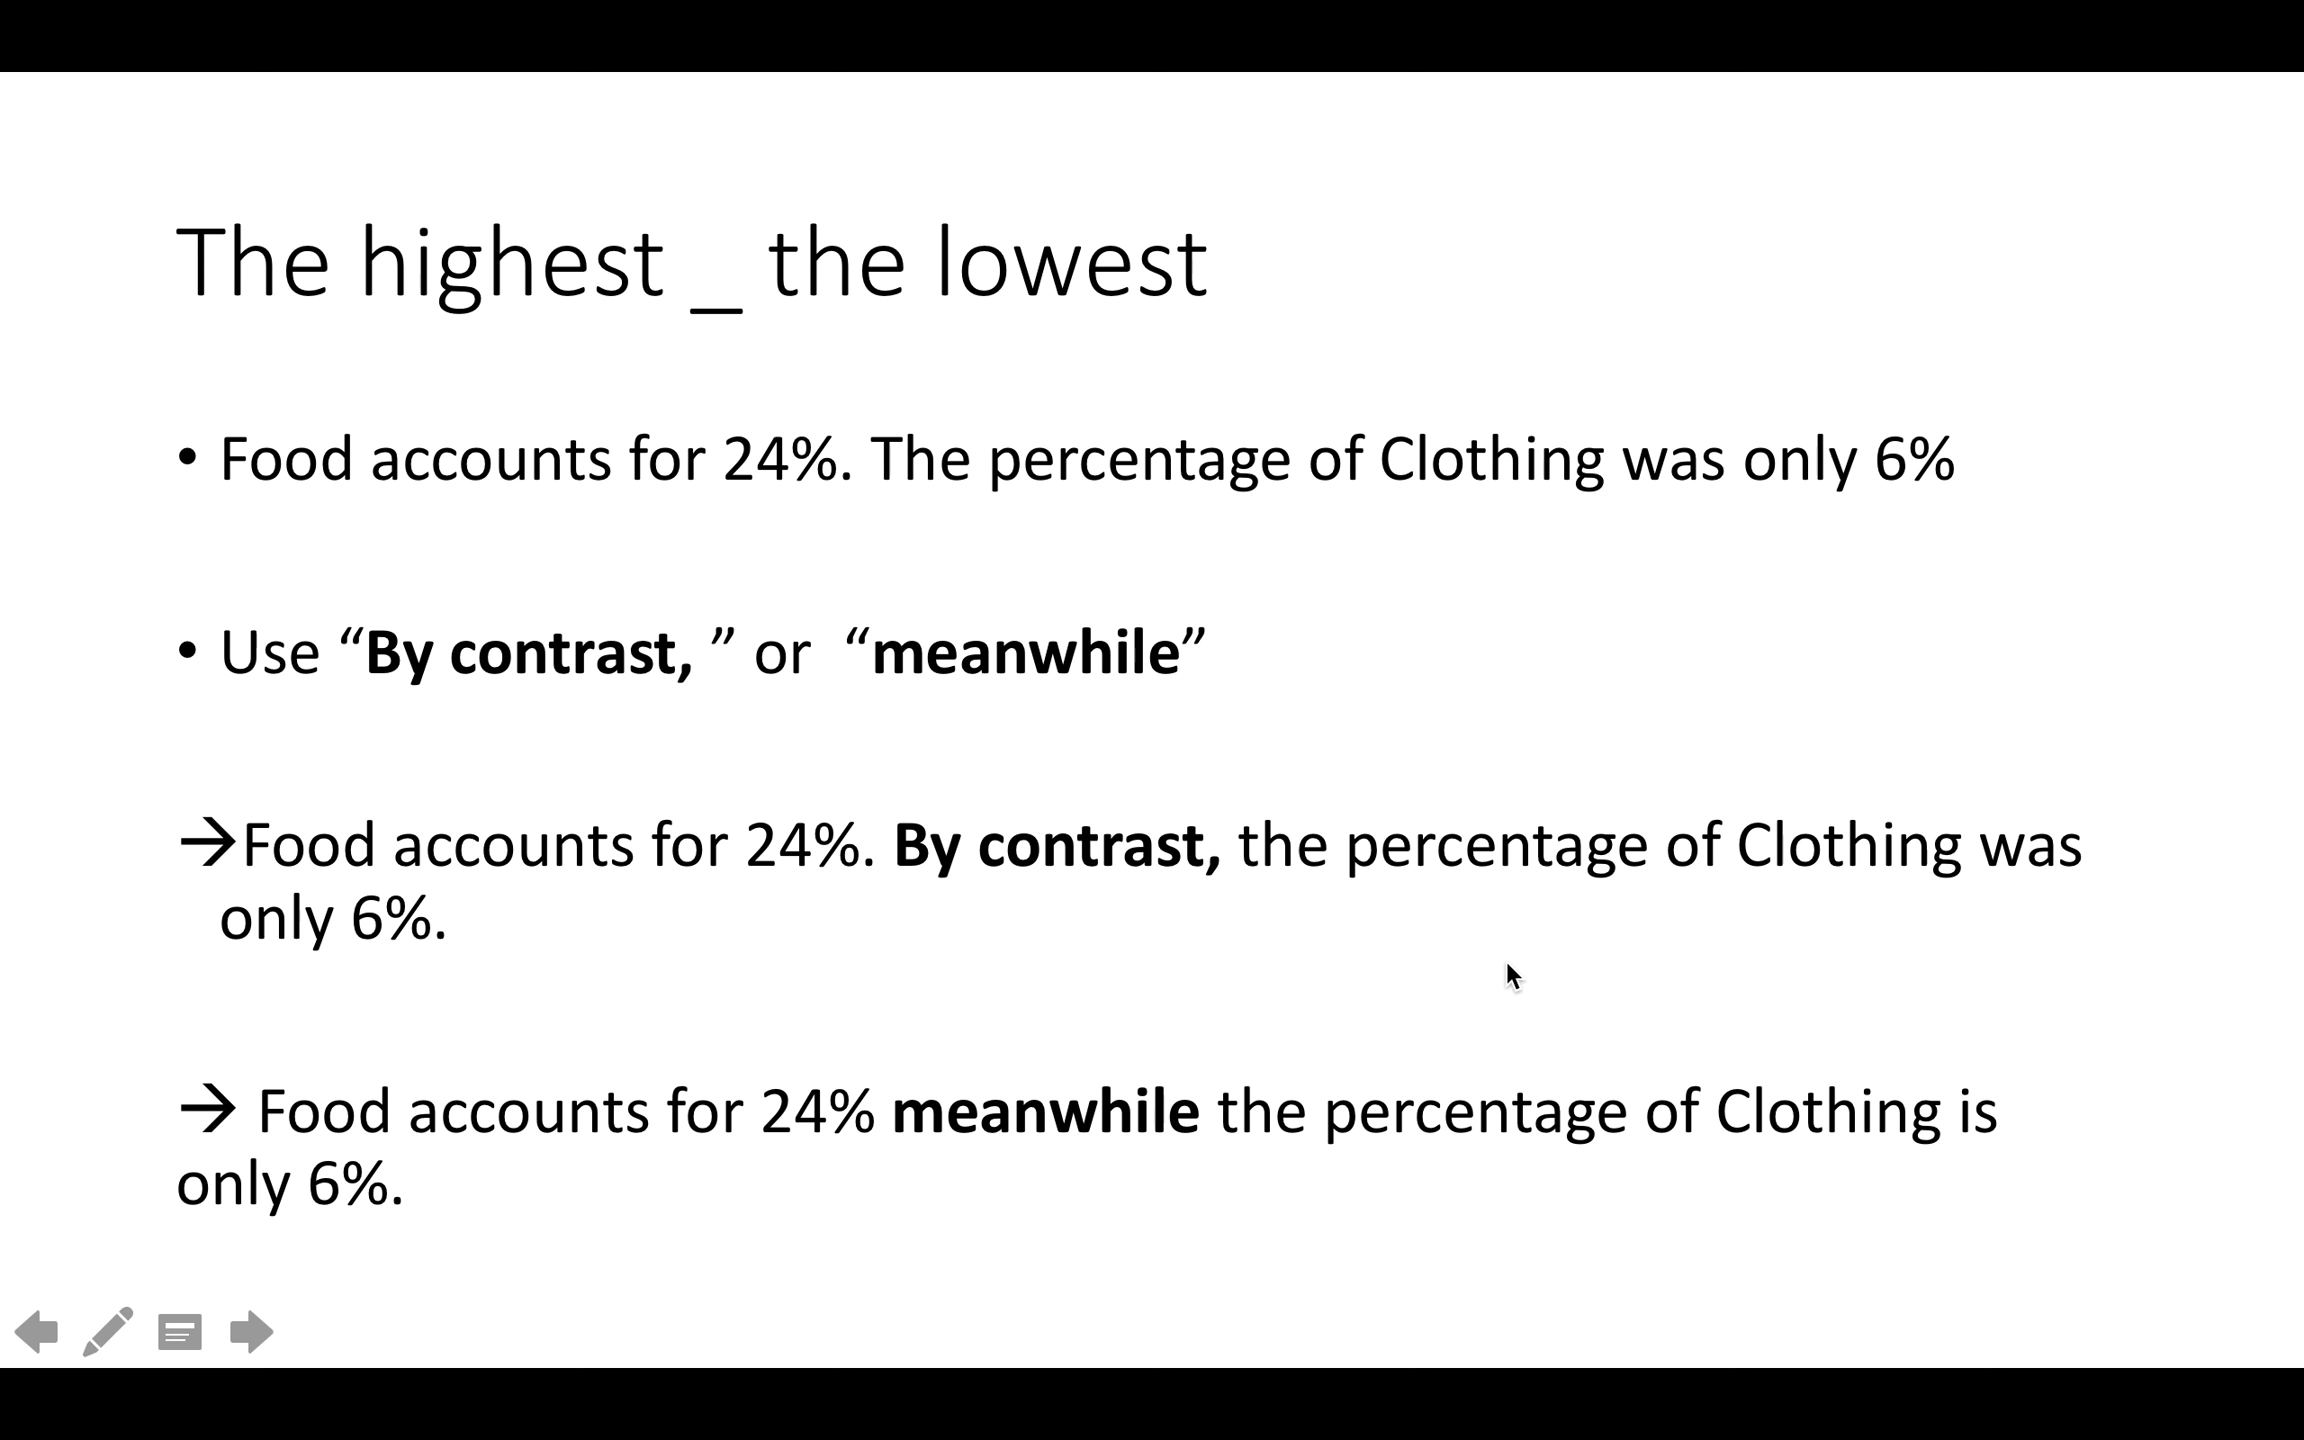 The highest _ the lowest
• Food accounts for 24%. The percentage of Clothing was only 6%
• Use “By contrast, ” or “meanwhile”
→Food accounts for 24%. By contrast, the percentage of Clothing was
only 6%.
→ Food accounts for 24% meanwhile the percentage of Clothing is
only 6%.